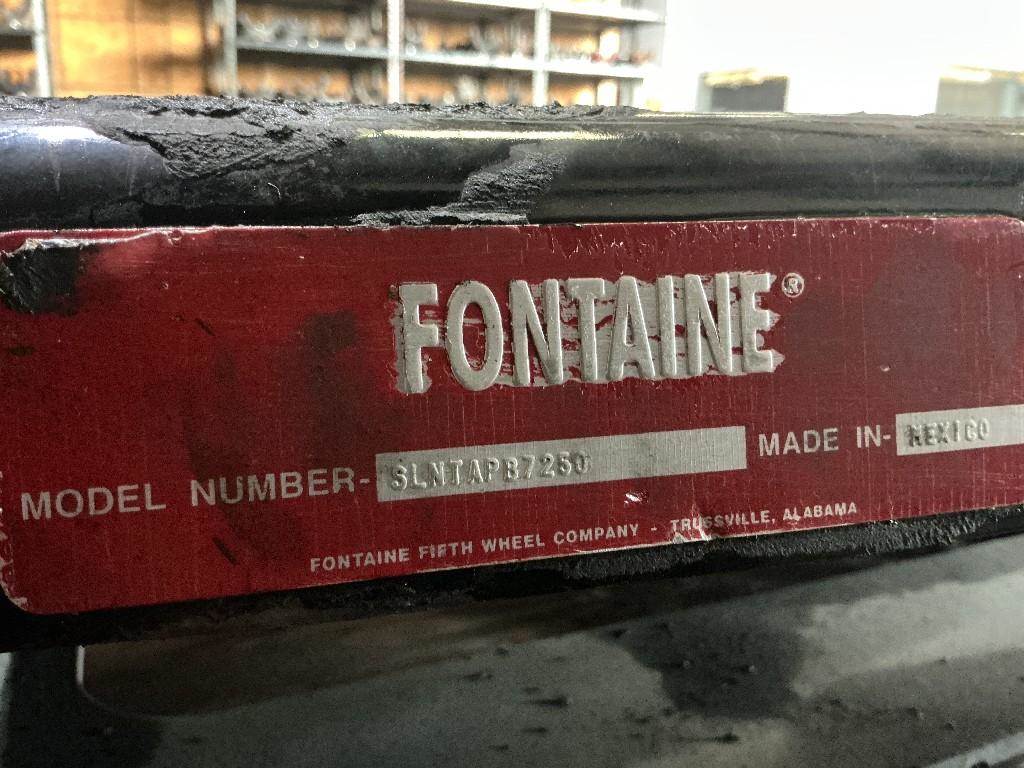 FONTAINE®
MODEL NUMBER- SLNTAPB7250 MADE IN- MEXICO
FONTAINE FIFTH WHEEL COMPANY - TRUSSVILLE, ALABAMA